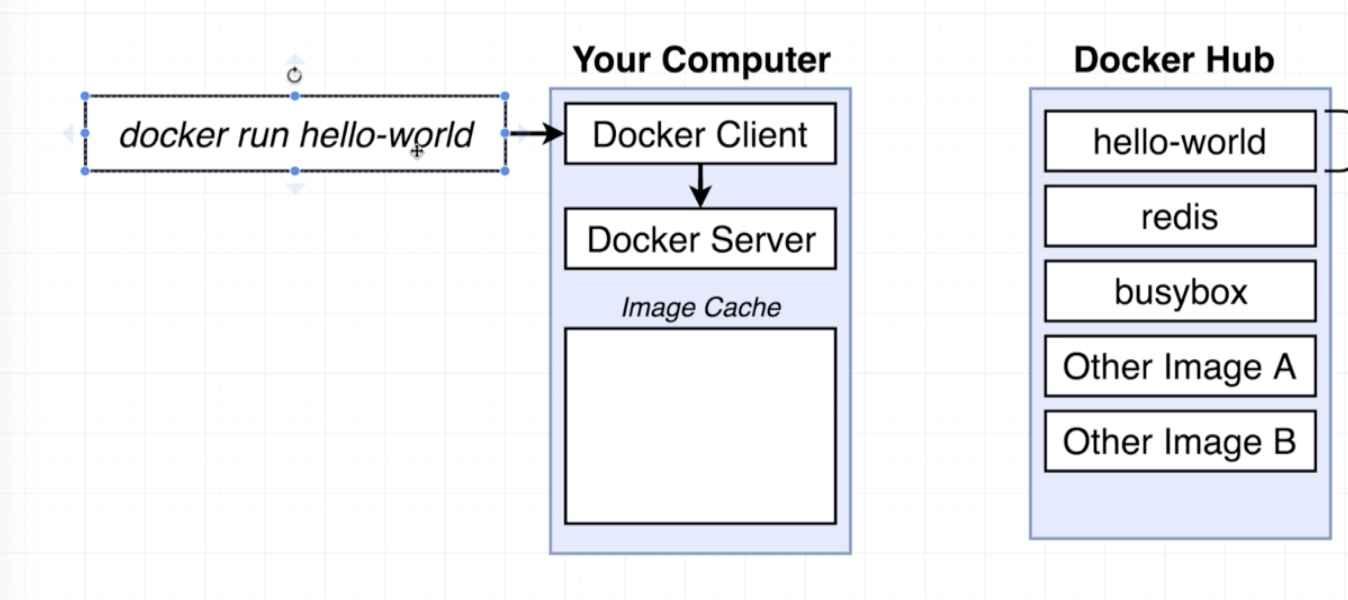 Your Computer
Docker Hub
docker run hello-world
Docker Client
Docker Server
Image Cache
hello-world
redis
busybox
Other Image A
Other Image B